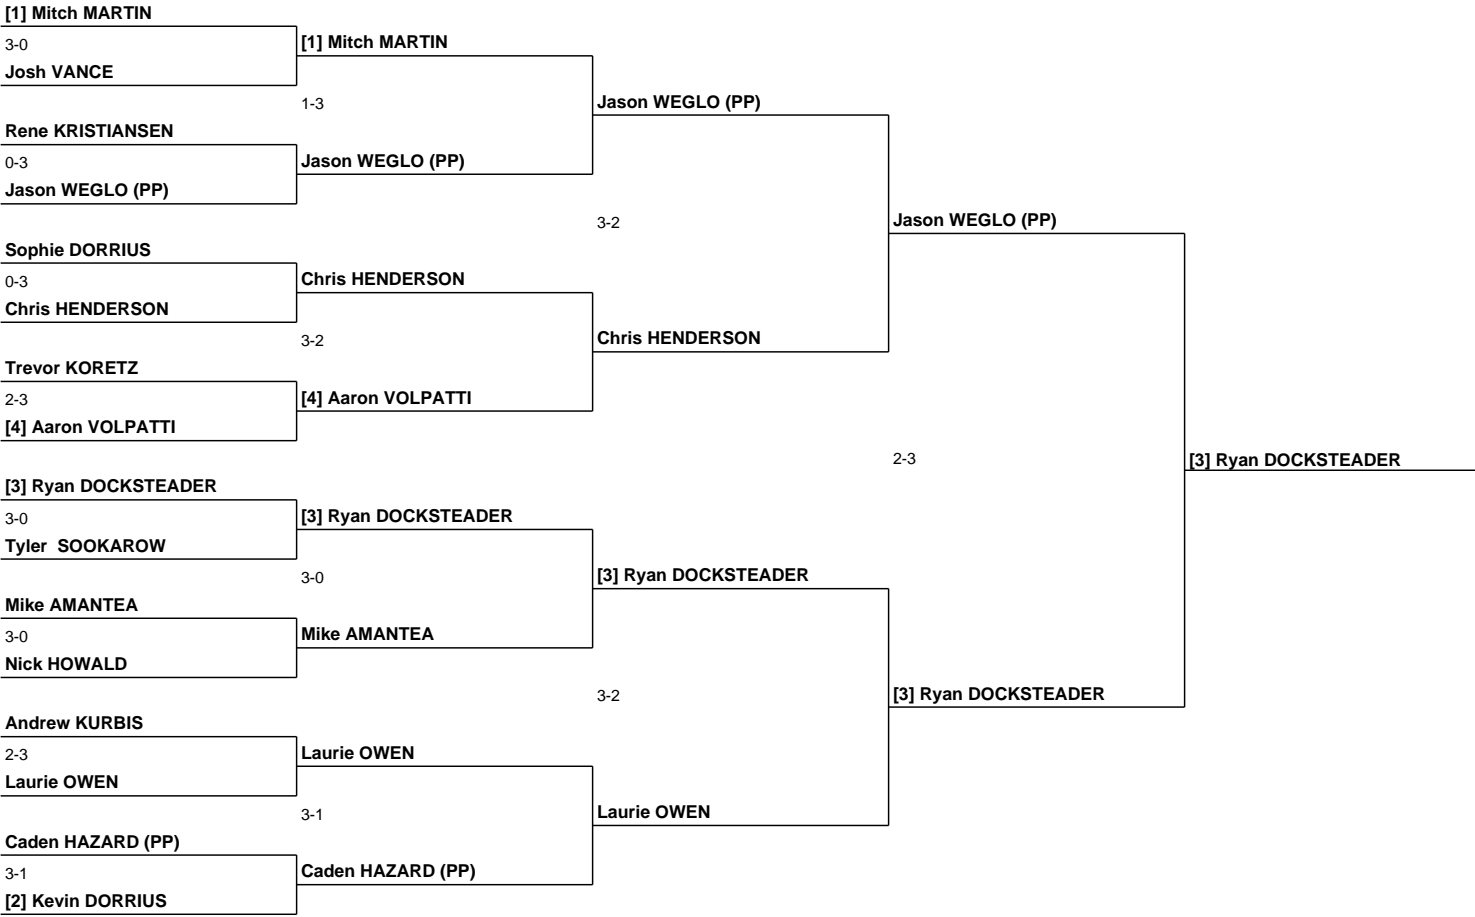 [1] Mitch MARTIN
3-0
Josh VANCE
Rene KRISTIANSEN
0-3
Jason WEGLO (PP)
Sophie DORRIUS
0-3
Chris HENDERSON
Trevor KORETZ
2-3
[4] Aaron VOLPATTI
[3] Ryan DOCKSTEADER
3-0
Tyler  SOOKAROW
Mike AMANTEA
3-0
Nick HOWALD
Andrew KURBIS
2-3
Laurie OWEN
Caden HAZARD (PP)
3-1
[2] Kevin DORRIUS
[1] Mitch MARTIN
1-3
Jason WEGLO (PP)
Chris HENDERSON
3-2
[4] Aaron VOLPATTI
[3] Ryan DOCKSTEADER
3-0
Mike AMANTEA
Laurie OWEN
3-1
Caden HAZARD (PP)
Jason WEGLO (PP)
3-2
Chris HENDERSON
[3] Ryan DOCKSTEADER
3-2
Laurie OWEN
Jason WEGLO (PP)
2-3
[3] Ryan DOCKSTEADER
[3] Ryan DOCKSTEADER